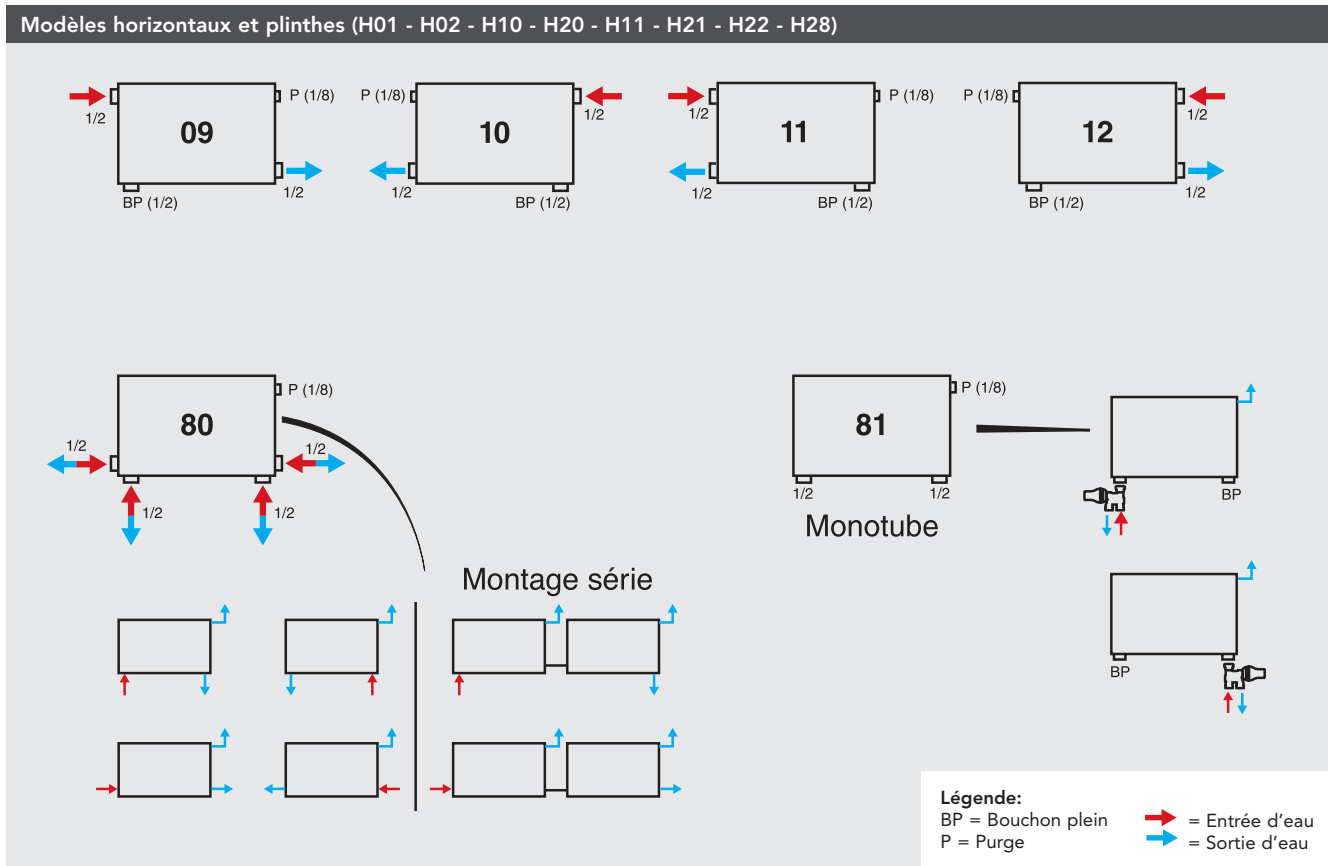 Modèles horizontaux et plinthes (H01 - H02 - H10 - H20 - H11 - H21 - H22 - H28)
1/2
09
P (1/8)
1/2
BP (1/2)
P (1/8)
10
1/2
1/2
BP (1/2)
1/2
11
P (1/8)
1/2
BP (1/2)
P (1/8)
12
1/2
1/2
BP (1/2)
80
P (1/8)
1/2
1/2
1/2
1/2
81
P (1/8)
1/2
1/2
Monotube
BP
BP
Montage série
Légende:
BP = Bouchon plein
P = Purge
= Entrée d'eau
= Sortie d'eau